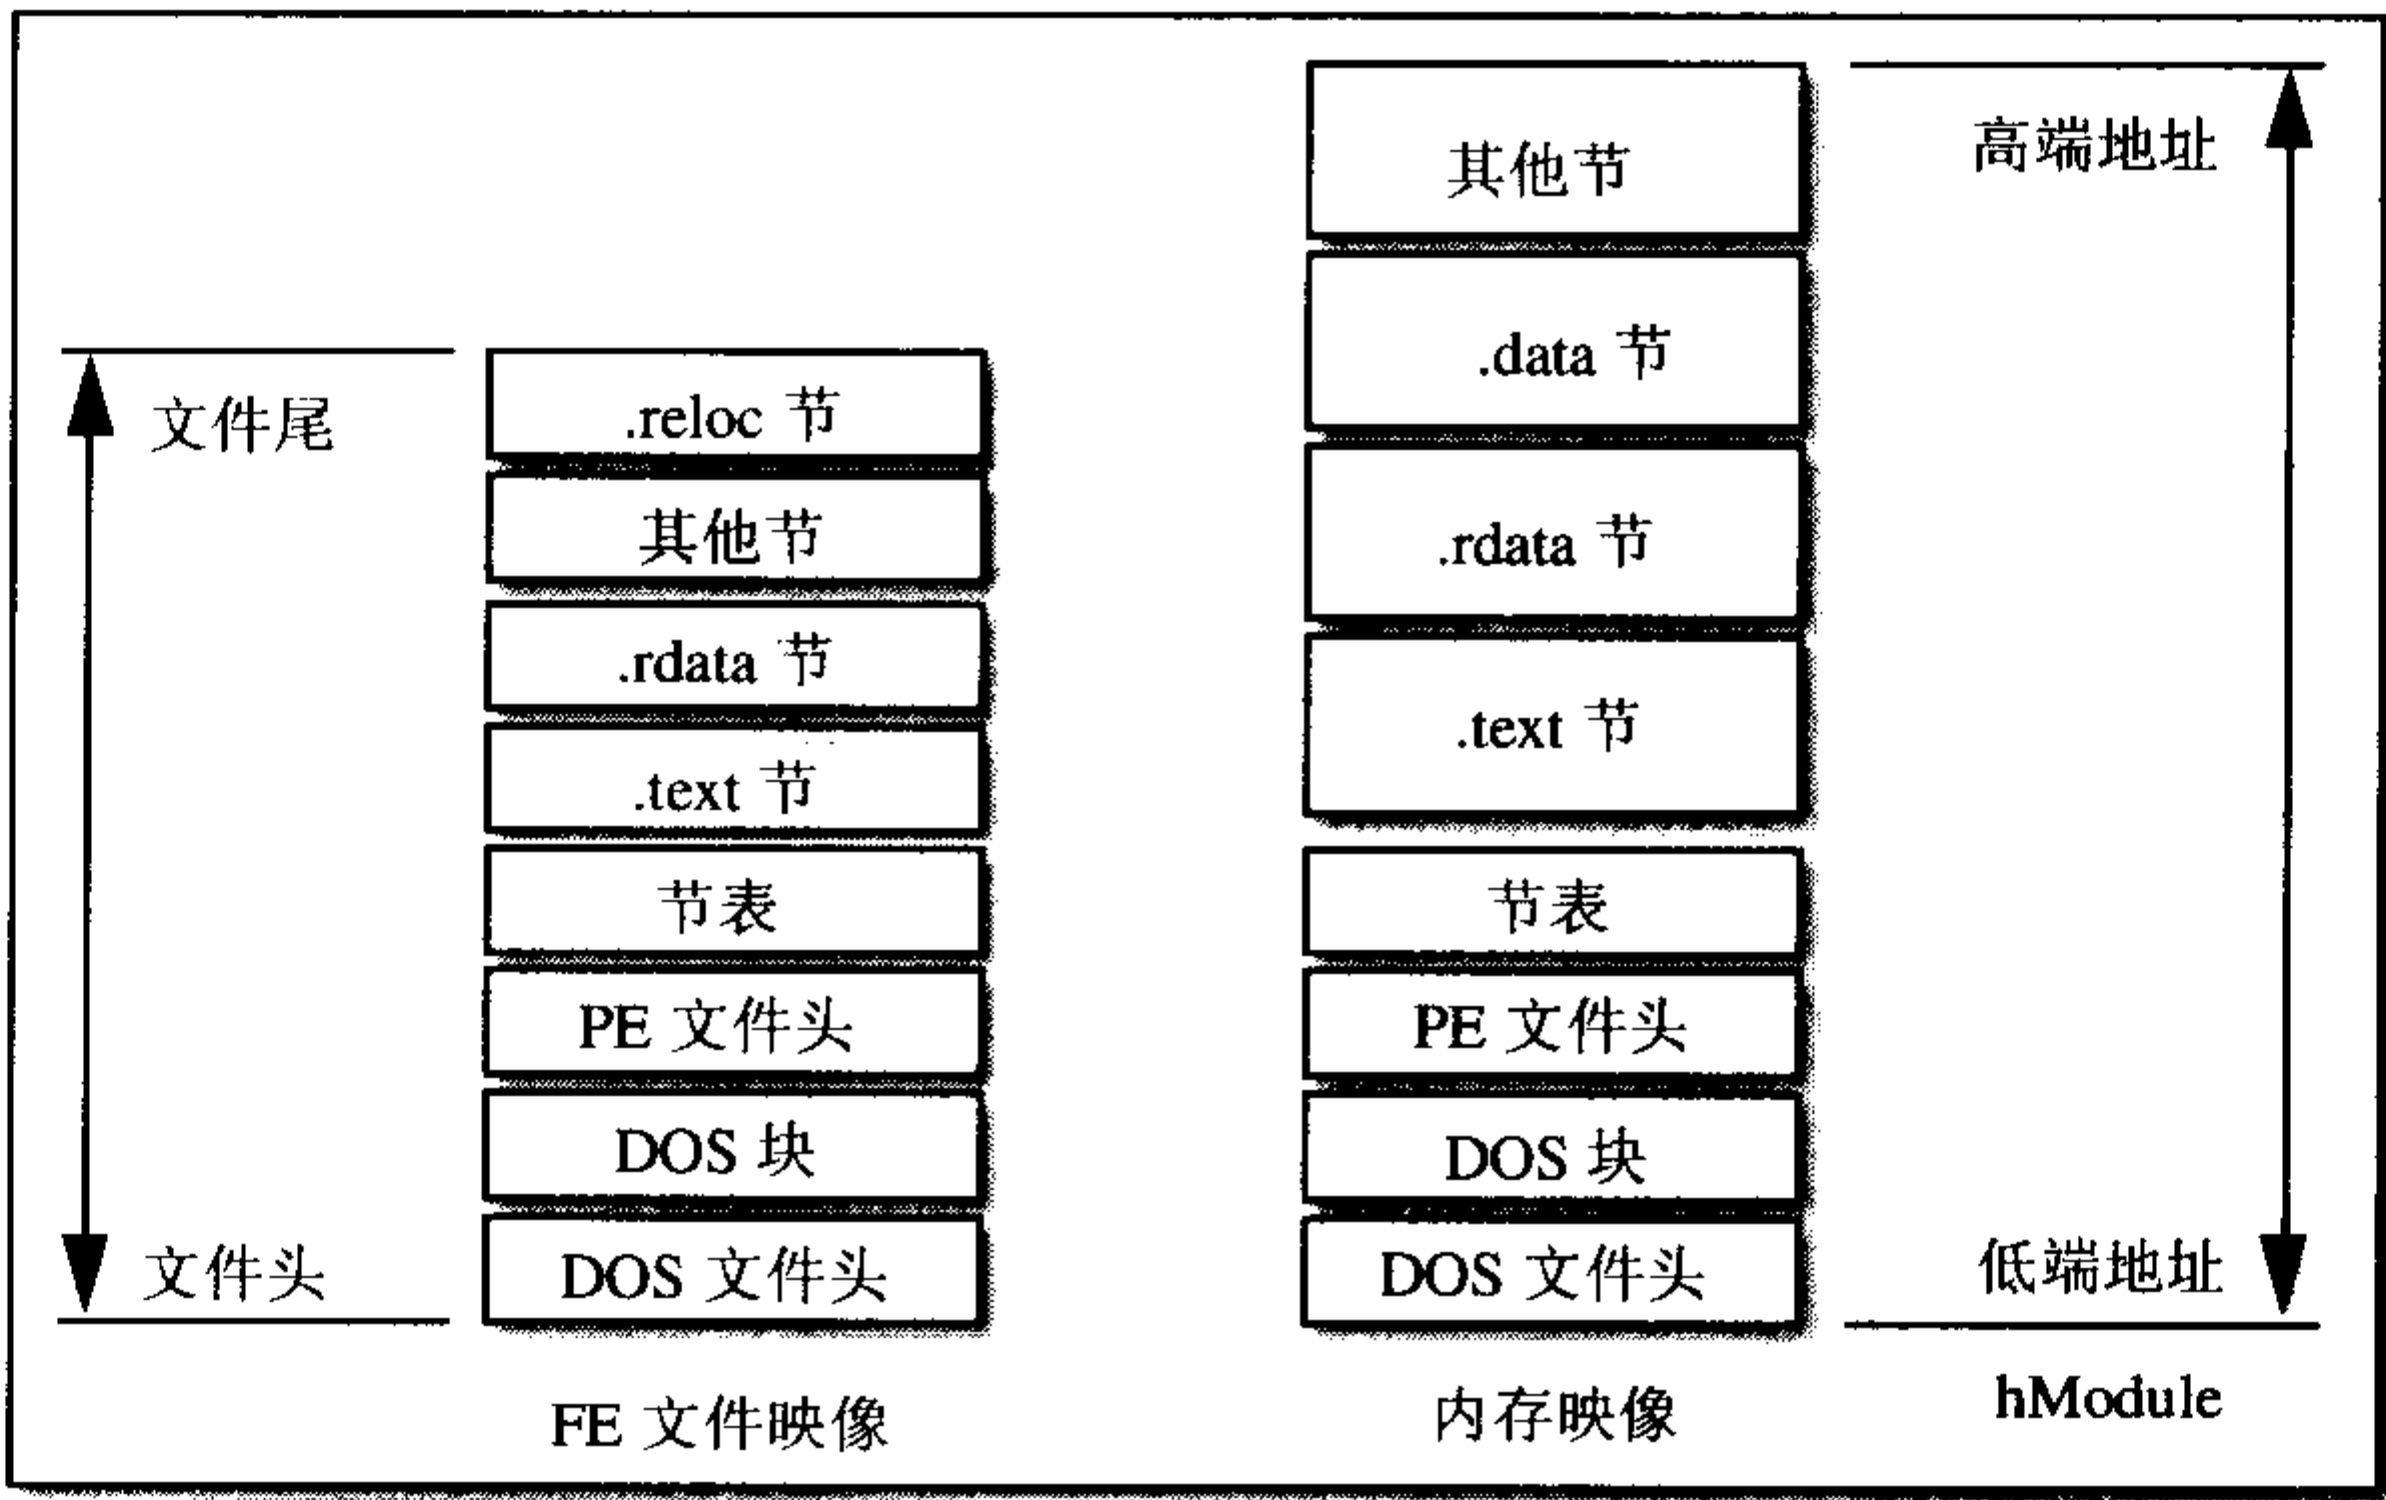 其他节
高端地址
.data 节
文件尾
.reloc 节
其他节
.rdata 节
.rdata 节
.text 节
.text 节
节表
节表
PE 文件头
PE 文件头
DOS 块
DOS 块
文件头
DOS 文件头
DOS 文件头
低端地址
FE 文件映像
内存映像
hModule